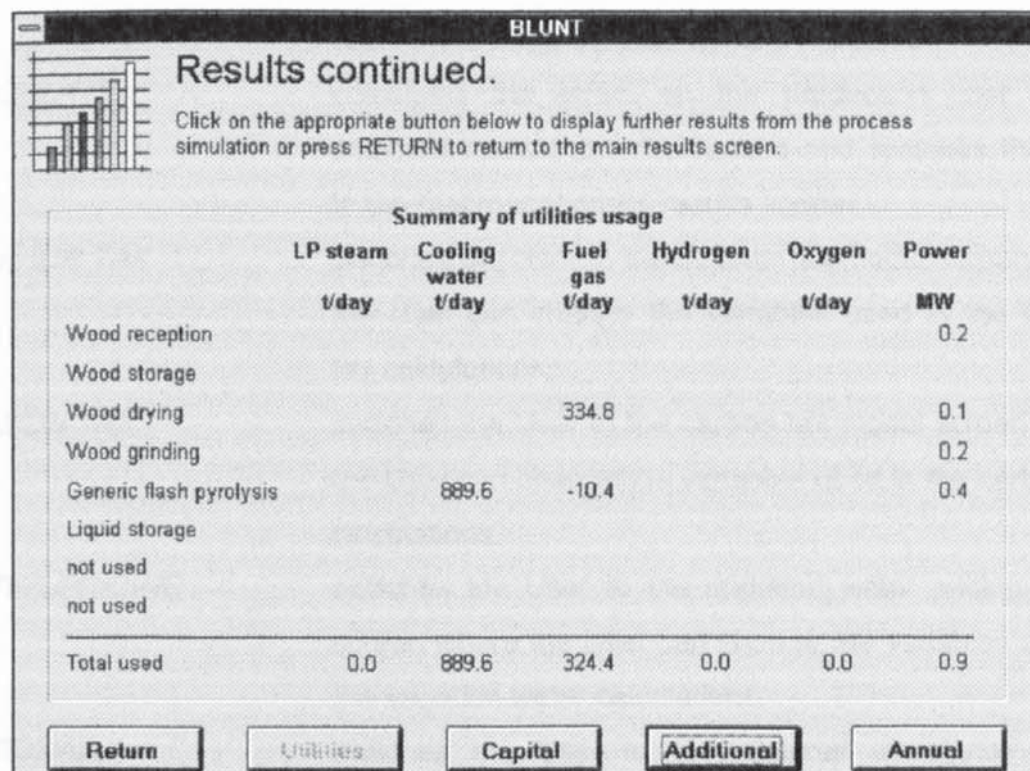 BLUNT
Results continued.
Click on the appropriate button below to display further results from the process
simulation or press RETURN to return to the main results screen.
Summary of utilities usage
LP steam Cooling Fuel Hydrogen Oxygen Power
water gas
t/day t/day t/day t/day t/day MW
Wood reception 0.2
Wood storage
Wood drying 334.8 0.1
Wood grinding 0.2
Generic flash pyrolysis 889.6 -10.4 0.4
Liquid storage
not used
not used
Total used 0.0 889.6 324.4 0.0 0.0 0.9
Return Utilities Capital Additional Annual